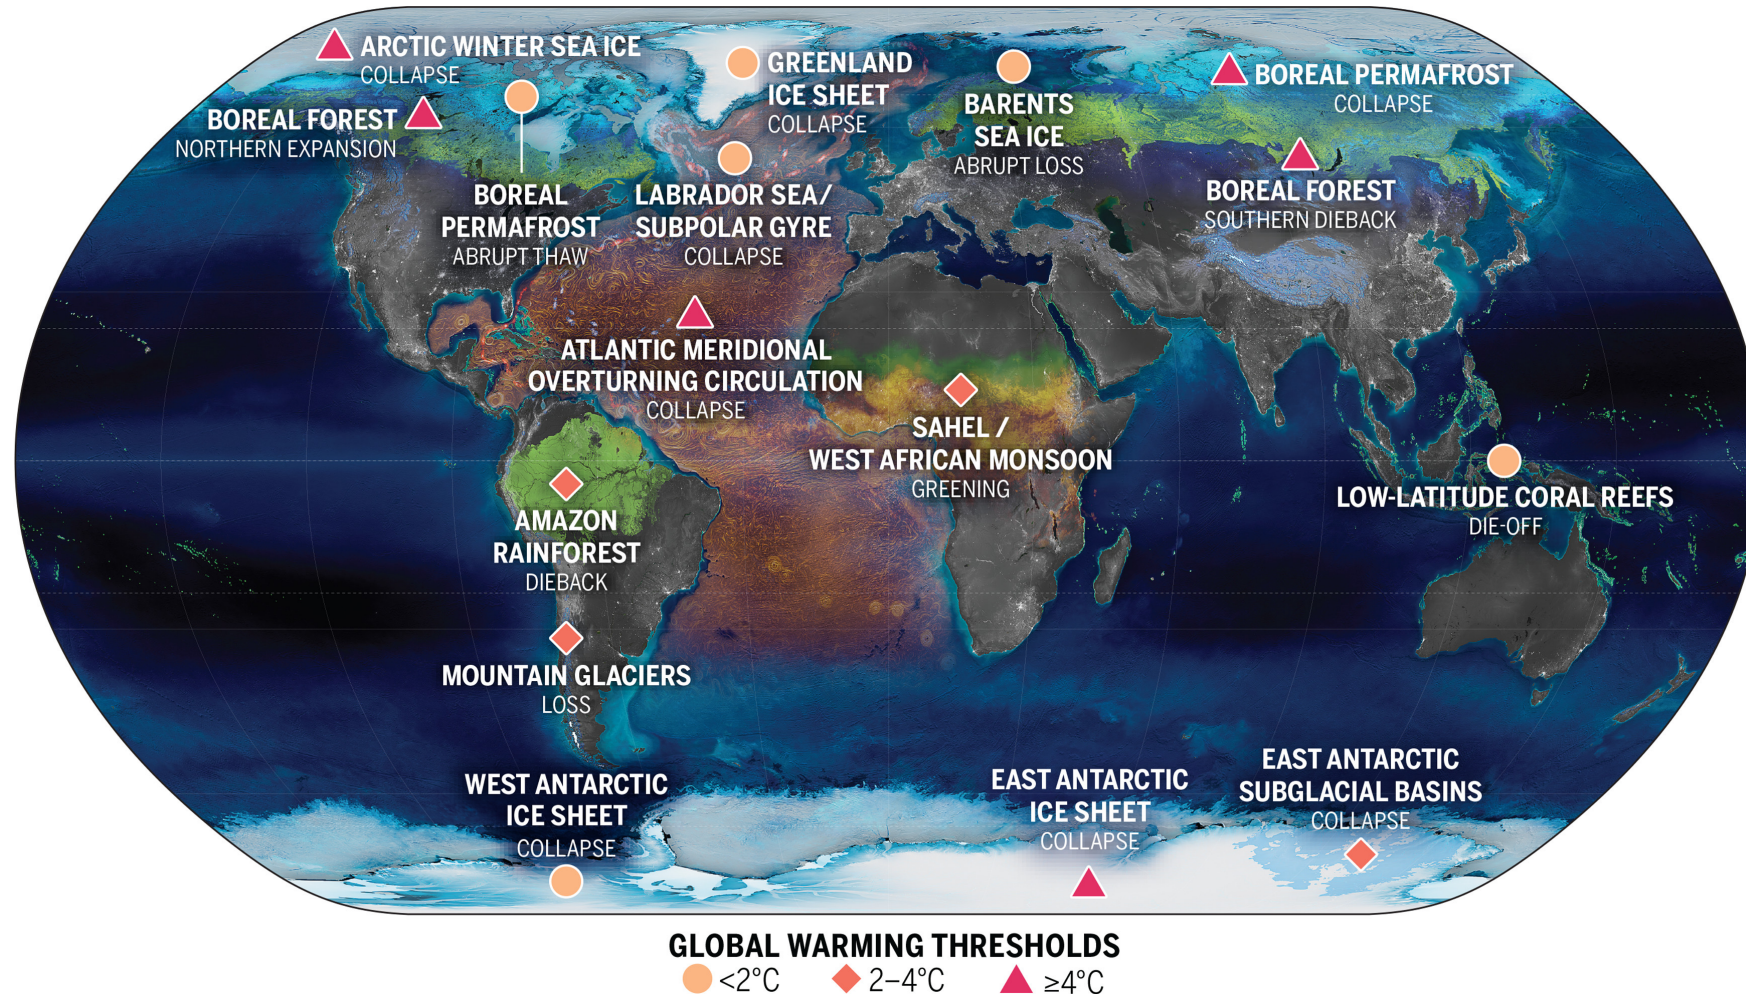 ARCTIC WINTER SEA ICE
COLLAPSE
GREENLAND
ICE SHEET
COLLAPSE
BARENTS
SEA ICE
ABRUPT LOSS
BOREAL PERMAFROST
COLLAPSE
BOREAL FOREST
NORTHERN EXPANSION
BOREAL
PERMAFROST
ABRUPT THAW
LABRADOR SEA/
SUBPOLAR GYRE
COLLAPSE
BOREAL FOREST
SOUTHERN DIEBACK
ATLANTIC MERIDIONAL
OVERTURNING CIRCULATION
COLLAPSE
SAHEL /
WEST AFRICAN MONSOON
GREENING
LOW-LATITUDE CORAL REEFS
DIE-OFF
AMAZON
RAINFOREST
DIEBACK
MOUNTAIN GLACIERS
LOSS
WEST ANTARCTIC
ICE SHEET
COLLAPSE
EAST ANTARCTIC
ICE SHEET
COLLAPSE
EAST ANTARCTIC
SUBGLACIAL BASINS
COLLAPSE
GLOBAL WARMING THRESHOLDS
<2°C
2–4°C
≥4°C